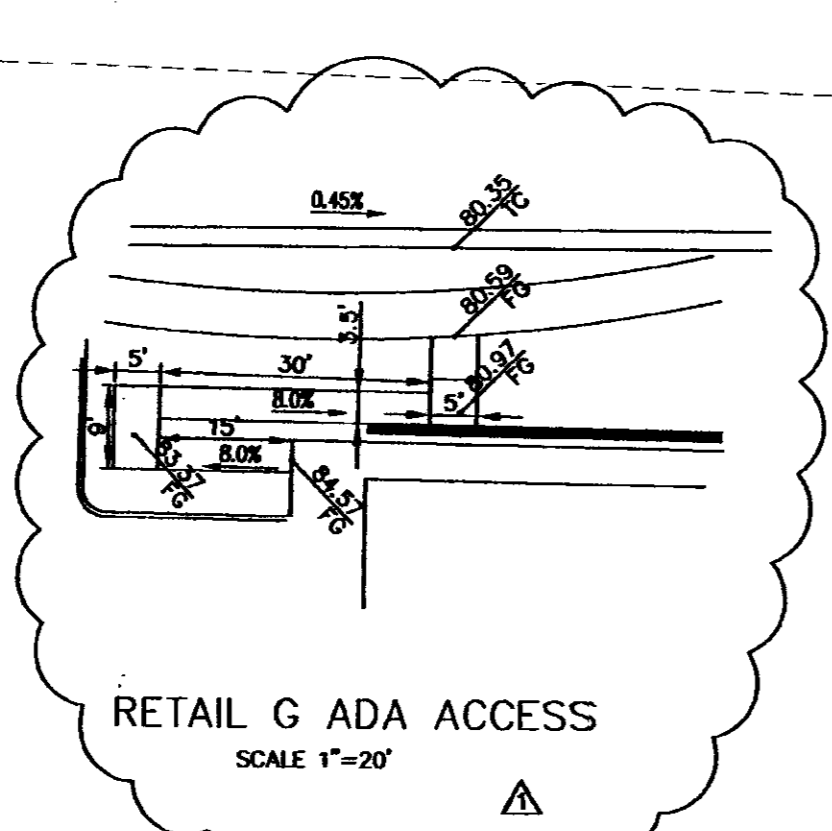 0.45%
80.35
TC
80.59
FG
3.5'
5'
30'
80.97
FG
8.0%
5'
9'
15'
83.37
FG
8.0%
84.57
FG
RETAIL G ADA ACCESS
SCALE 1"=20'
1